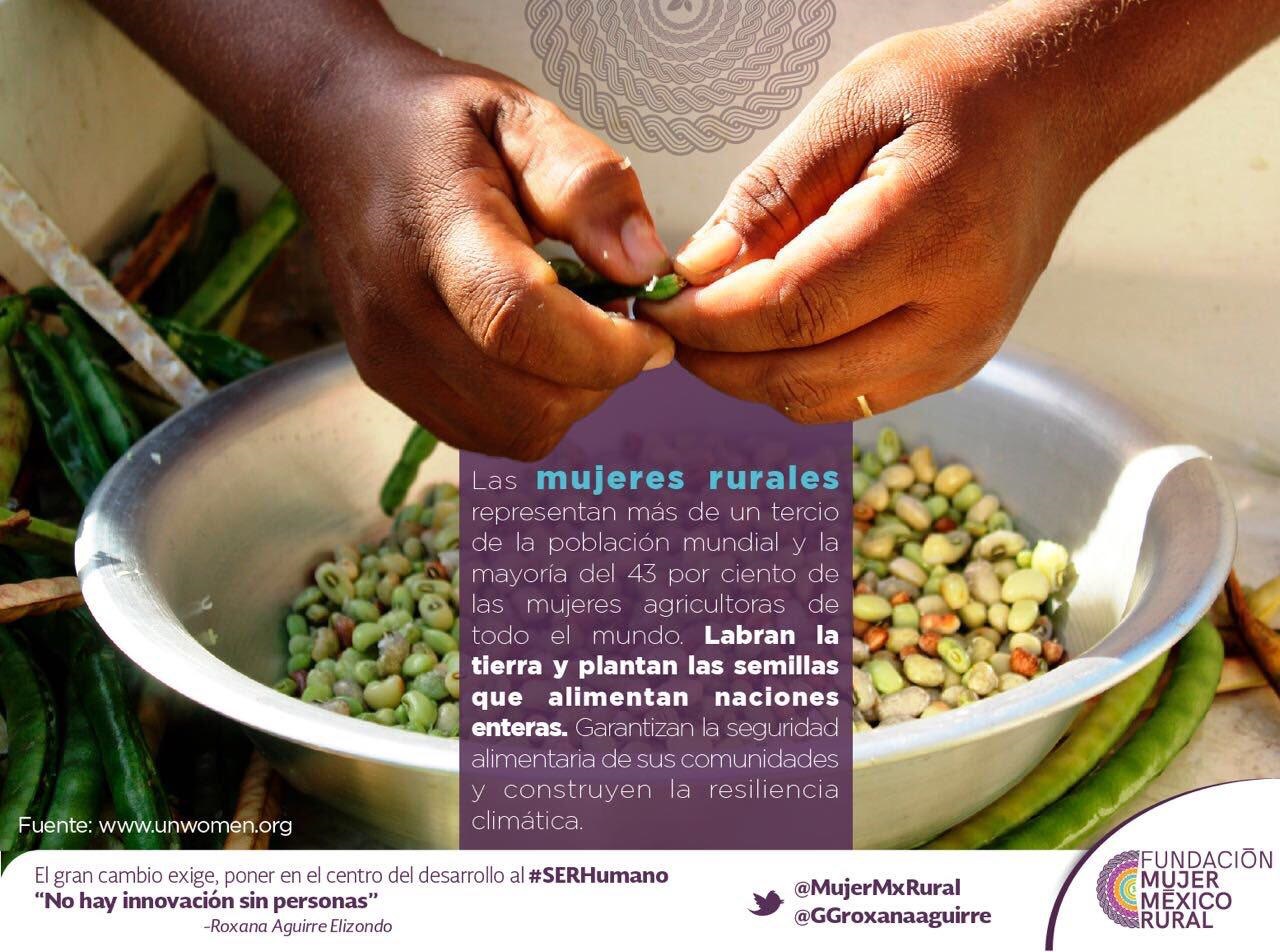 Las mujeres rurales
representan más de un tercio
de la población mundial y la
mayoría del 43 por ciento de
las mujeres agricultoras de
todo el mundo. Labran la
tierra y plantan las semillas
que alimentan naciones
enteras. Garantizan la seguridad
alimentaria de sus comunidades
y construyen la resiliencia
climática.
Fuente: www.unwomen.org
El gran cambio exige, poner en el centro del desarrollo al #SERHumano
“No hay innovación sin personas”
–Roxana Aguirre Elizondo
@MujerMxRural
@GGroxanaaguirre
FUNDACIÓN
MUJER
MÉXICO
RURAL